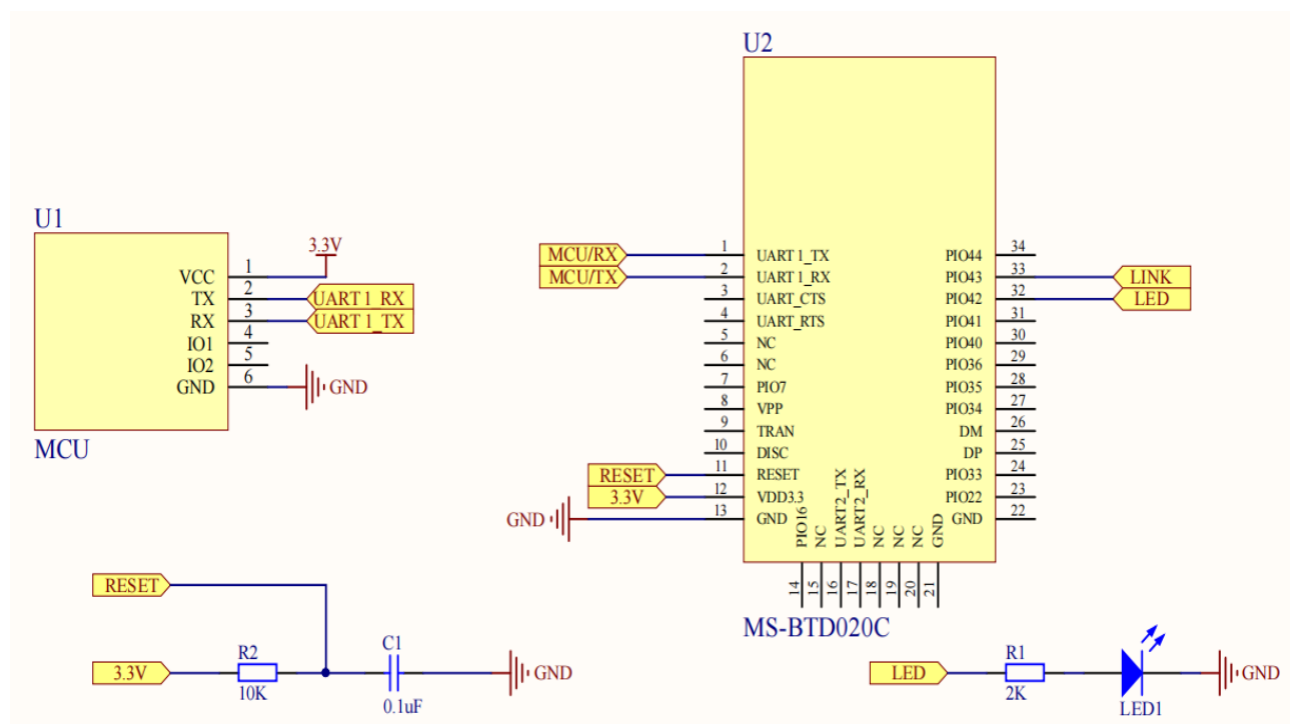 U2
U1
3.3V
VCC 1
TX 2 UART1_RX
RX 3 UART1_TX
IO1 4
IO2 5
GND 6 GND
MCU
MCU/RX 1 UART1_TX PIO44 34
MCU/TX 2 UART1_RX PIO43 33 LINK
3 UART_CTS PIO42 32 LED
4 UART_RTS PIO41 31
5 NC PIO40 30
6 NC PIO36 29
7 PIO7 PIO35 28
8 VPP PIO34 27
9 TRAN DM 26
10 DISC DP 25
RESET 11 RESET PIO33 24
3.3V 12 VDD3.3 PIO22 23
GND 13 GND GND 22
PIO16 NC UART2_TX UART2_RX NC NC NC GND
14 15 16 17 18 19 20 21
MS-BTD020C
RESET
3.3V R2 C1 GND
10K 0.1uF
LED R1 GND
2K LED1